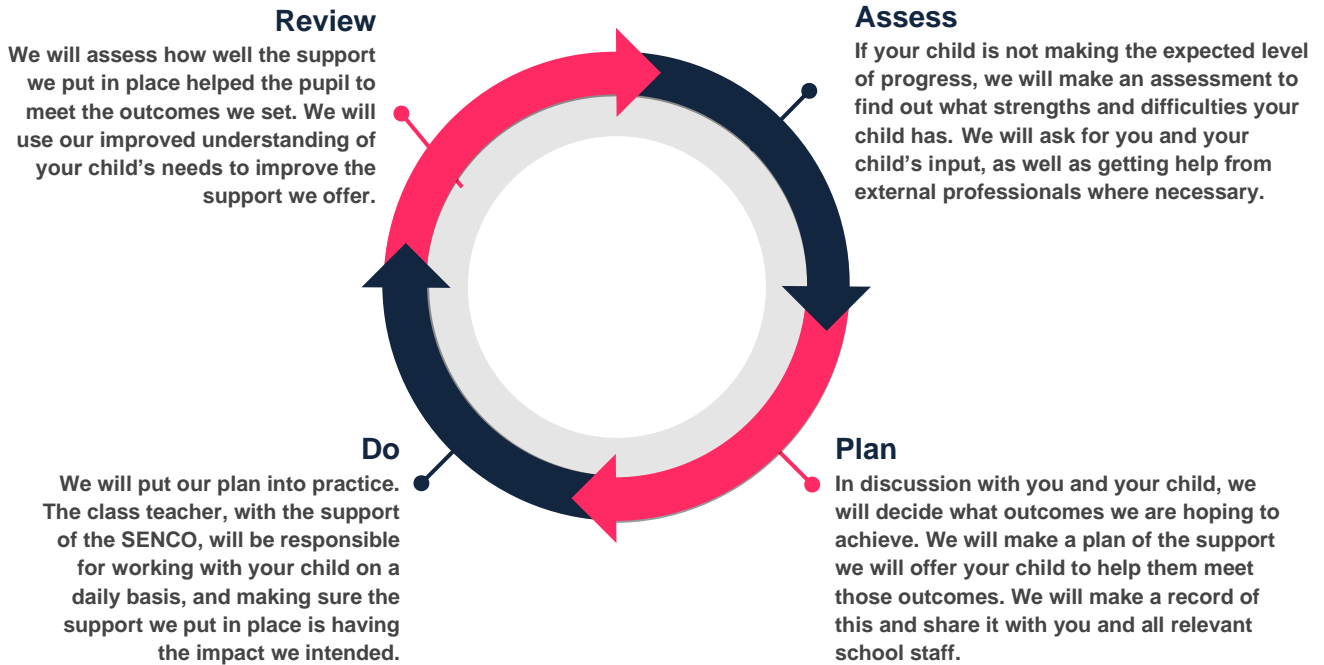 Review
We will assess how well the support
we put in place helped the pupil to
meet the outcomes we set. We will
use our improved understanding of
your child’s needs to improve the
support we offer.
Assess
If your child is not making the expected level
of progress, we will make an assessment to
find out what strengths and difficulties your
child has. We will ask for you and your
child’s input, as well as getting help from
external professionals where necessary.
Do
We will put our plan into practice.
The class teacher, with the support
of the SENCO, will be responsible
for working with your child on a
daily basis, and making sure the
support we put in place is having
the impact we intended.
Plan
In discussion with you and your child, we
will decide what outcomes we are hoping to
achieve. We will make a plan of the support
we will offer your child to help them meet
those outcomes. We will make a record of
this and share it with you and all relevant
school staff.